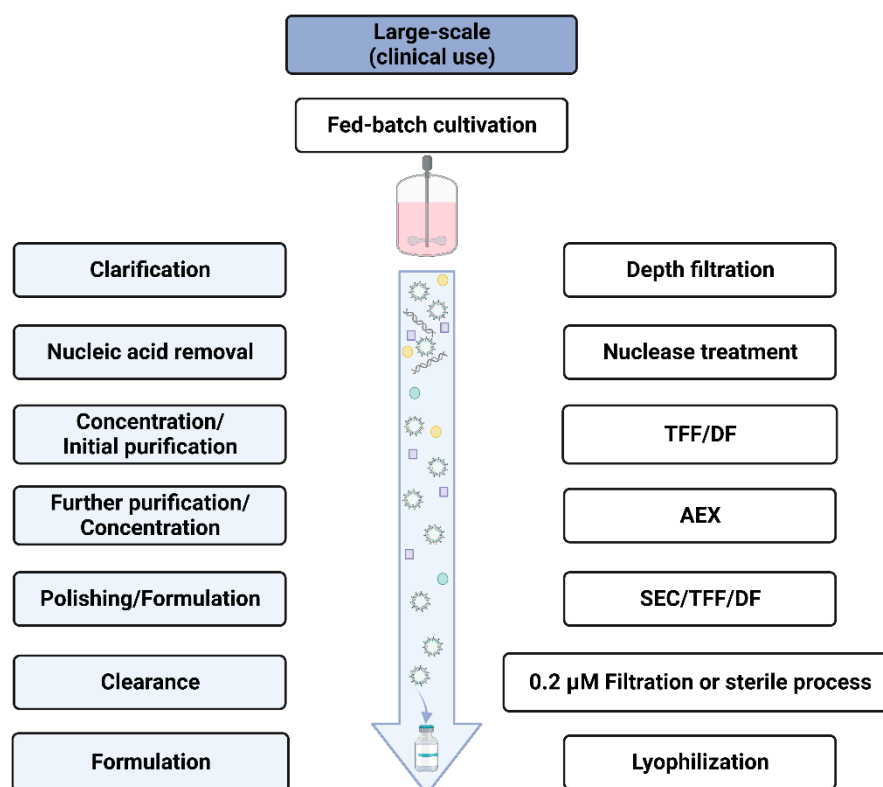 Large-scale
(clinical use)
Fed-batch cultivation
Clarification
Depth filtration
Nucleic acid removal
Nuclease treatment
Concentration/
Initial purification
TFF/DF
Further purification/
Concentration
AEX
Polishing/Formulation
SEC/TFF/DF
Clearance
0.2 µM Filtration or sterile process
Formulation
Lyophilization